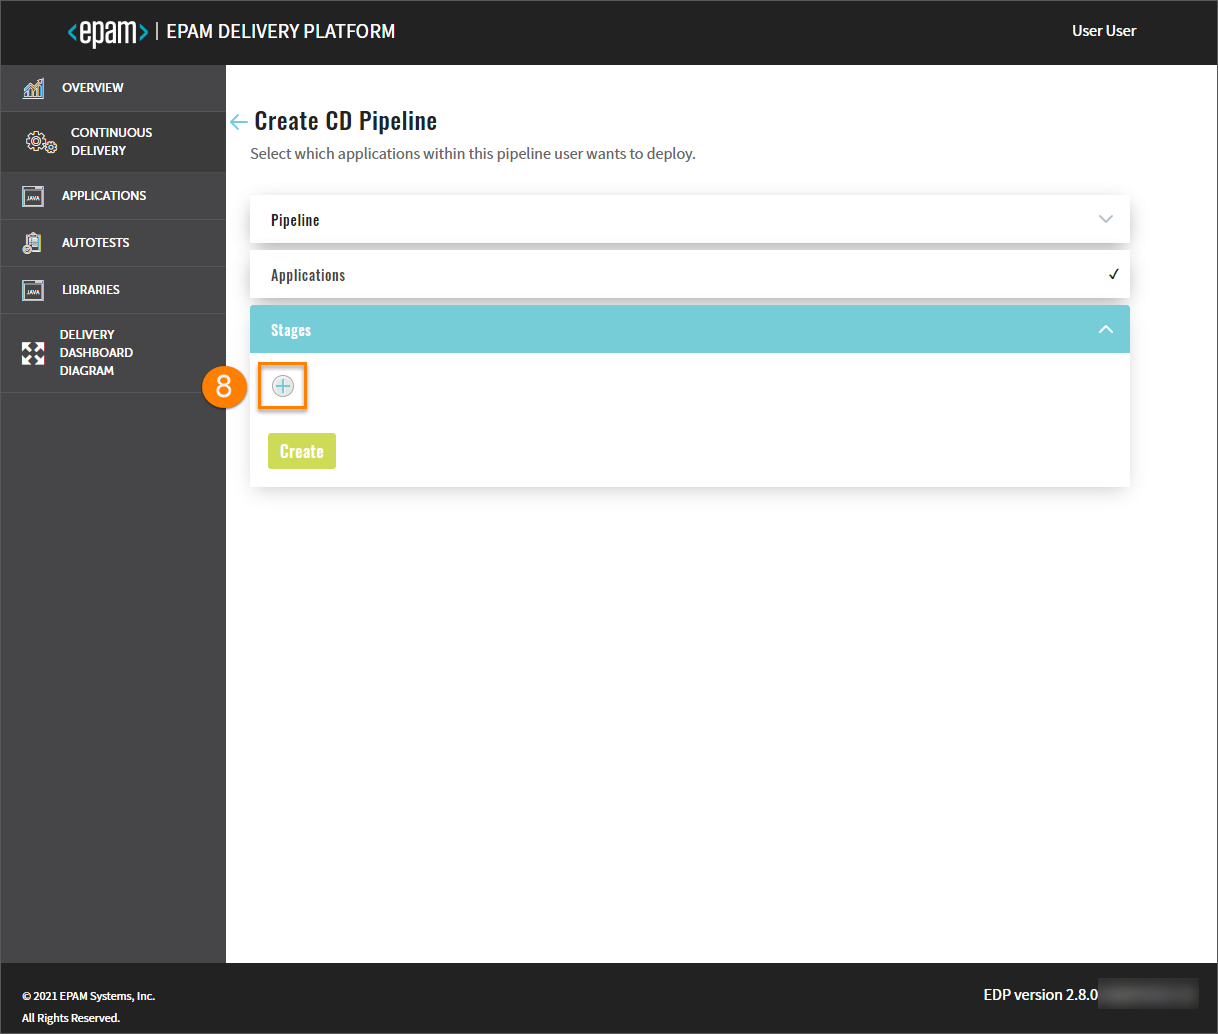 <epam> | EPAM DELIVERY PLATFORM
User User
OVERVIEW
CONTINUOUS
DELIVERY
JAVA APPLICATIONS
AUTOTESTS
JAVA LIBRARIES
DELIVERY
DASHBOARD
DIAGRAM
Create CD Pipeline
Select which applications within this pipeline user wants to deploy.
Pipeline
Applications
Stages
8
Create
© 2021 EPAM Systems, Inc.
All Rights Reserved.
EDP version 2.8.0